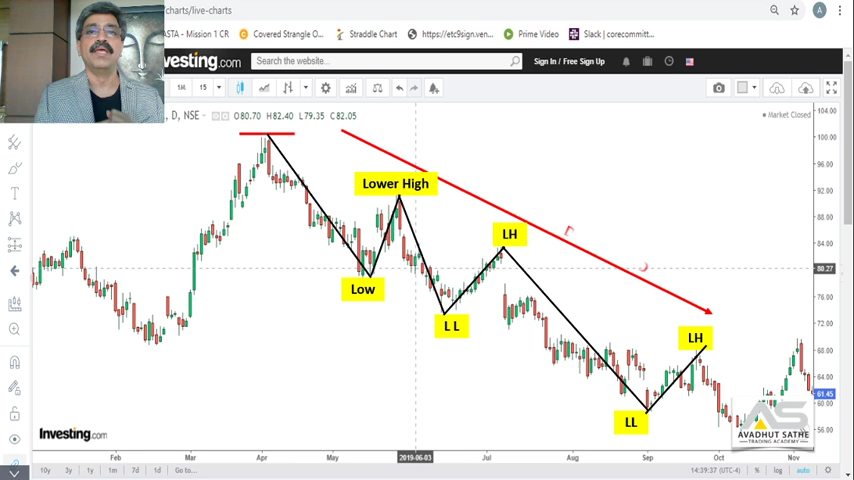 charts/live-charts
A
ASTA - Mission 1 CR
Covered Strangle O...
Straddle Chart
https://etc9sign.ven...
Prime Video
Slack | corecommitt...
Investing.com
Search the website...
Sign In / Free Sign Up
1M
15
, D, NSE
O80.70 H82.40 L79.35 C82.05
Market Closed
104.00
100.00
96.00
Lower High
92.00
88.00
LH
84.00
80.27
Low
76.00
L L
72.00
LH
68.00
64.00
61.45
60.00
LL
56.00
AS
AVADHUT SATHE
TRADING ACADEMY
Investing.com
Feb
Mar
Apr
May
2019-06-03
Jul
Aug
Sep
Oct
Nov
10y
3y
1y
1m
7d
1d
Go to...
14:39:37 (UTC-4)
%
log
auto